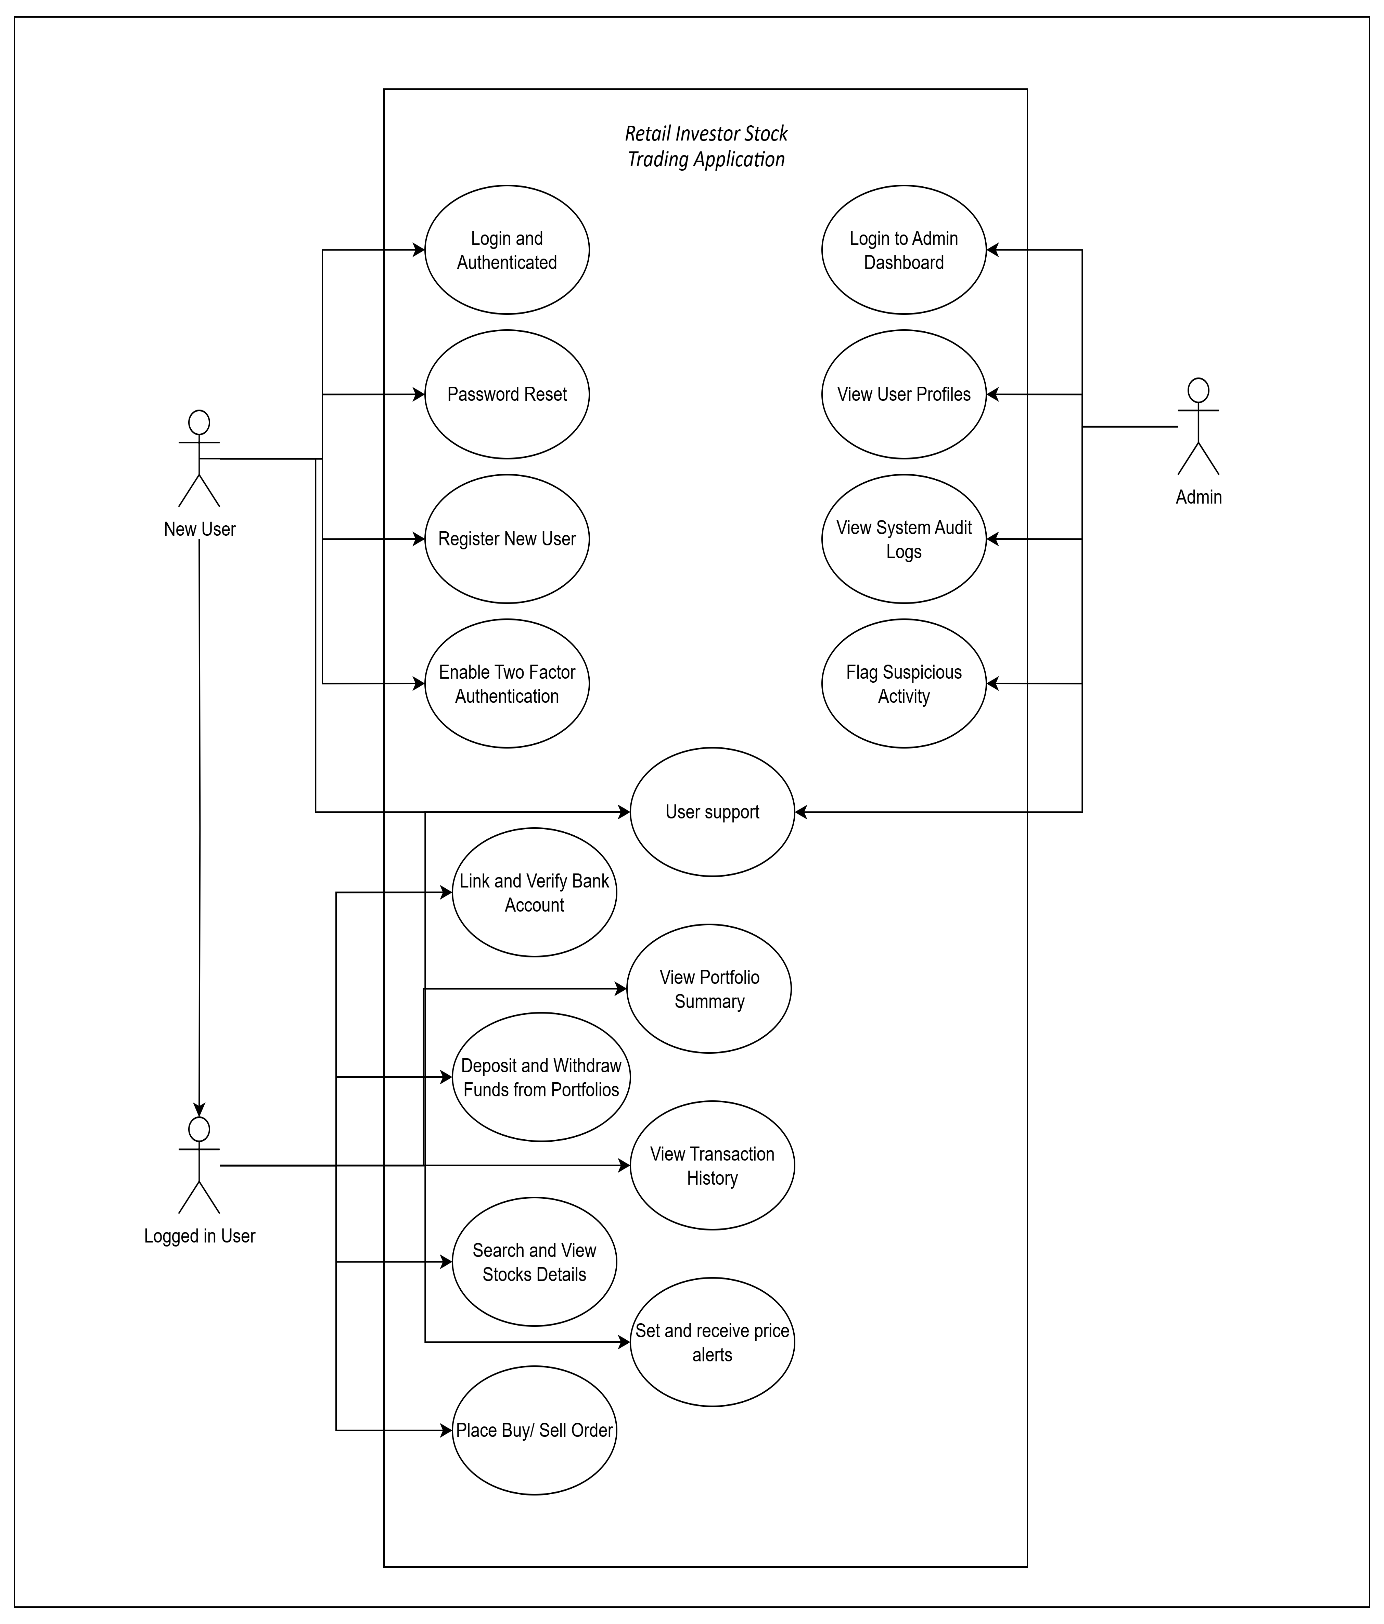 Retail Investor Stock
Trading Application
Login and
Authenticated
Login to Admin
Dashboard
Password Reset
View User Profiles
New User
Admin
Register New User
View System Audit
Logs
Enable Two Factor
Authentication
Flag Suspicious
Activity
User support
Link and Verify Bank
Account
View Portfolio
Summary
Deposit and Withdraw
Funds from Portfolios
View Transaction
History
Logged in User
Search and View
Stocks Details
Set and receive price
alerts
Place Buy/ Sell Order